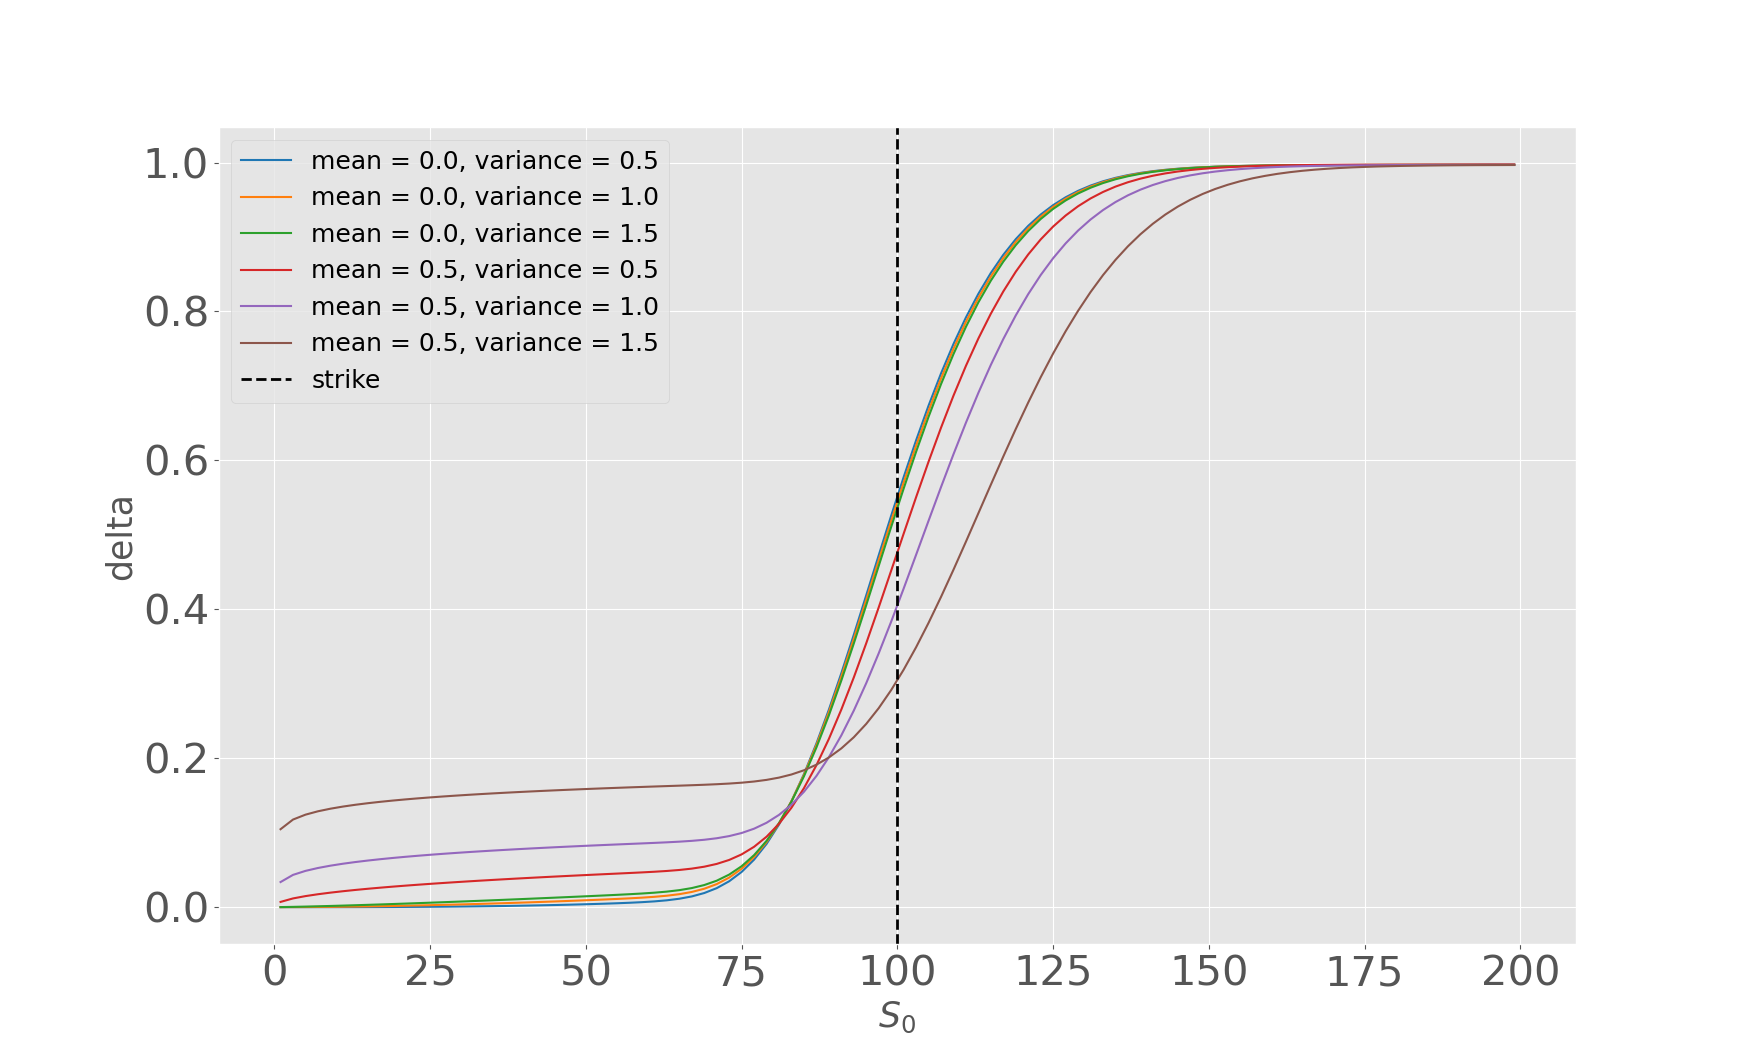 mean = 0.0, variance = 0.5
mean = 0.0, variance = 1.0
mean = 0.0, variance = 1.5
mean = 0.5, variance = 0.5
mean = 0.5, variance = 1.0
mean = 0.5, variance = 1.5
strike
1.0
0.8
0.6
0.4
0.2
0.0
delta
0 25 50 75 100 125 150 175 200
S₀